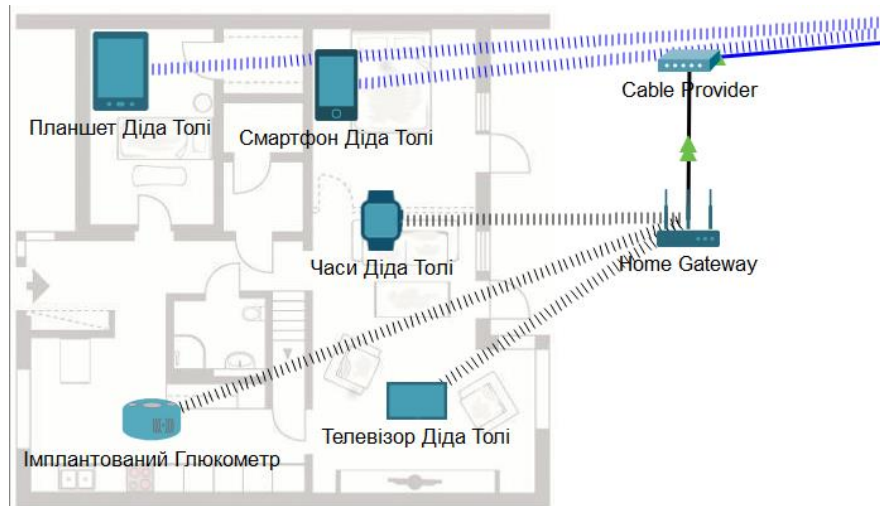 Cable Provider
Планшет Діда Толі
Смартфон Діда Толі
Часи Діда Толі
Home Gateway
Телевізор Діда Толі
Імплантований Глюкометр